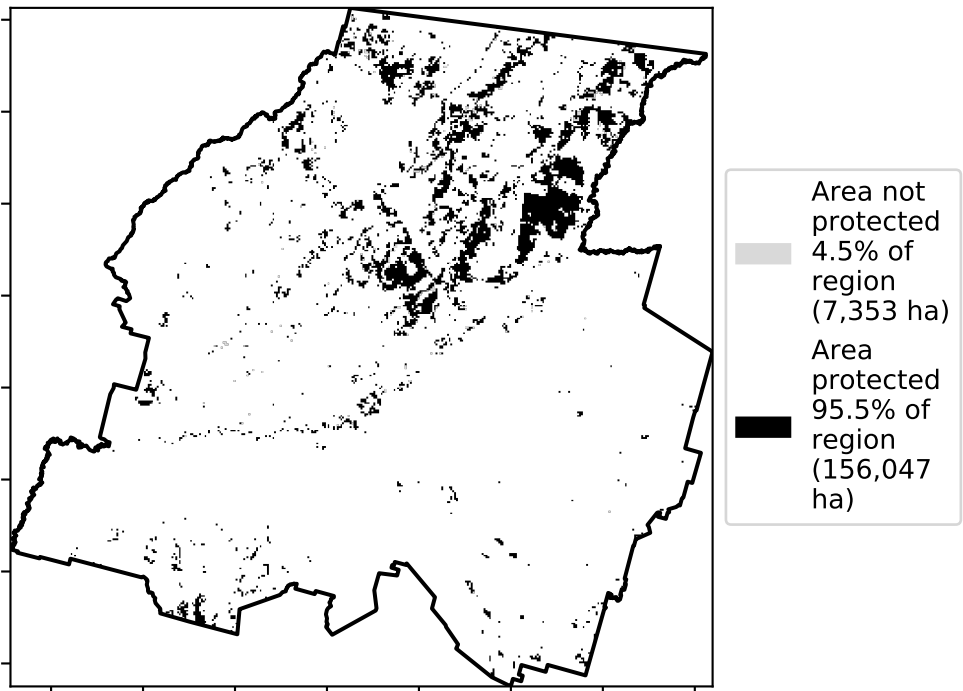 Area not
protected
4.5% of
region
(7,353 ha)
Area
protected
95.5% of
region
(156,047
ha)